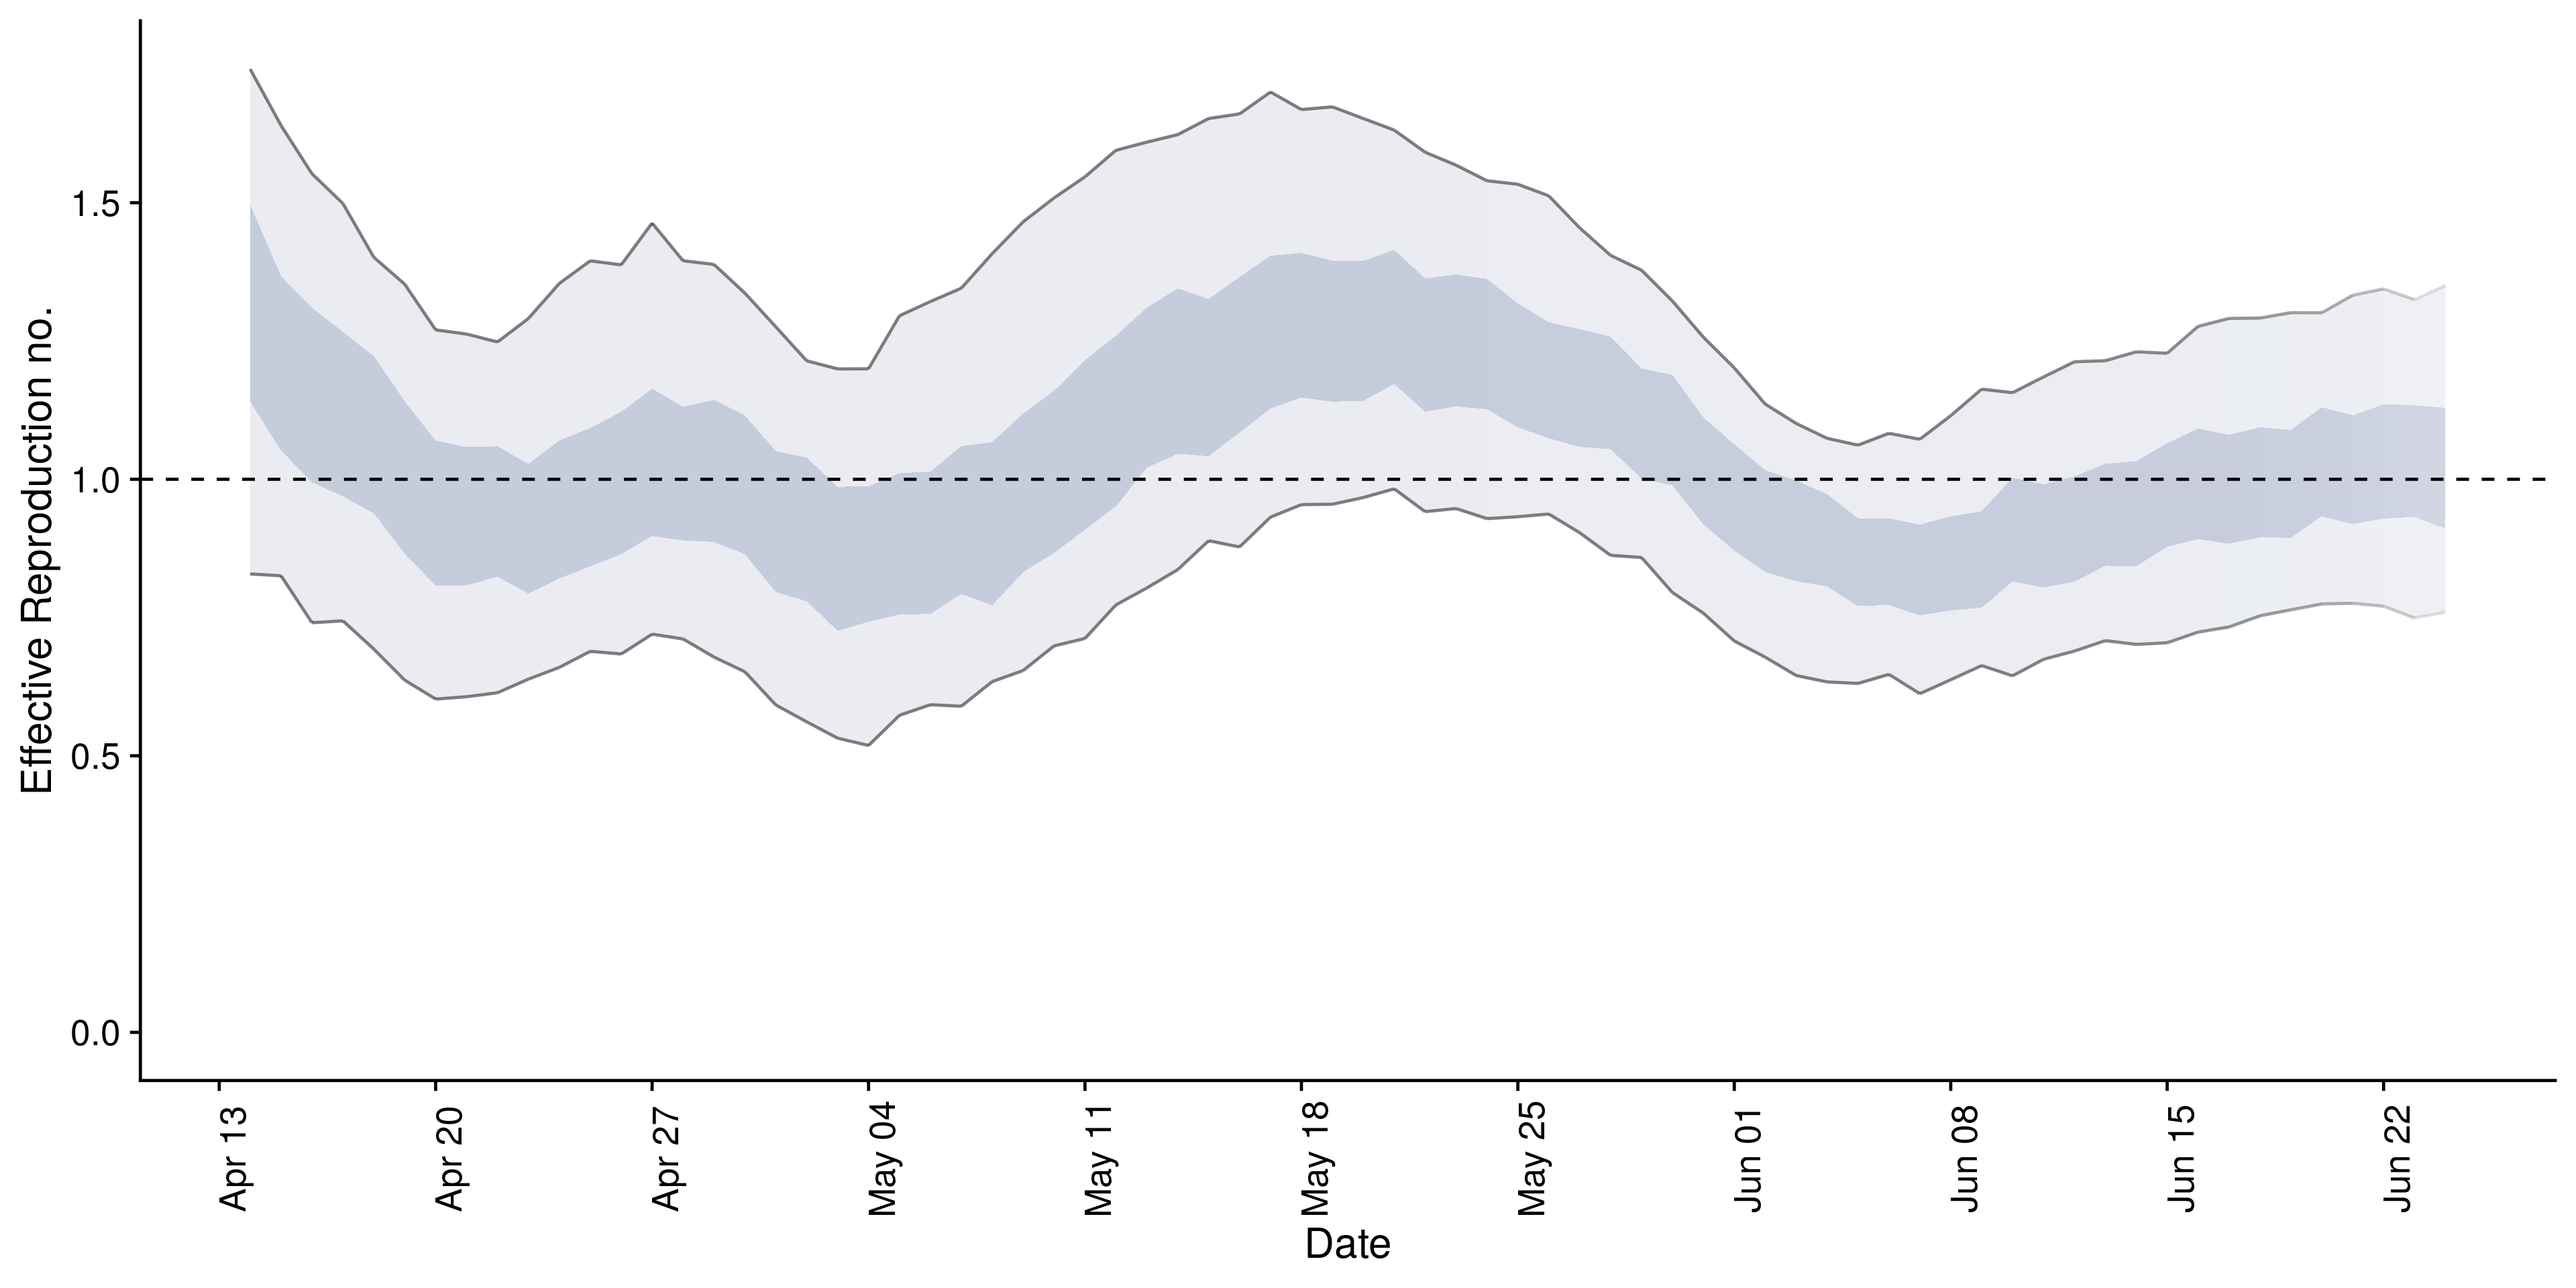 Effective Reproduction no.
1.5
1.0
0.5
0.0
Apr 13
Apr 20
Apr 27
May 04
May 11
May 18
May 25
Jun 01
Jun 08
Jun 15
Jun 22
Date